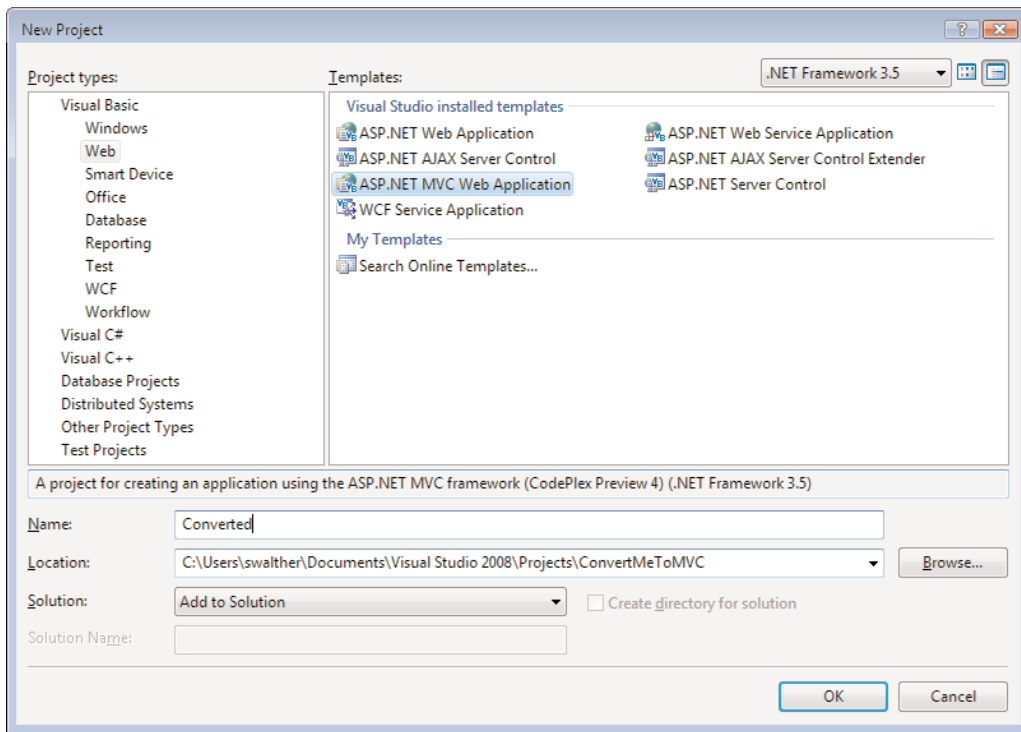 New Project
Project types:
Templates:
.NET Framework 3.5
Visual Basic
Windows
Web
Smart Device
Office
Database
Reporting
Test
WCF
Workflow
Visual C#
Visual C++
Database Projects
Distributed Systems
Other Project Types
Test Projects
Visual Studio installed templates
ASP.NET Web Application
ASP.NET Web Service Application
ASP.NET AJAX Server Control
ASP.NET AJAX Server Control Extender
ASP.NET MVC Web Application
ASP.NET Server Control
WCF Service Application
My Templates
Search Online Templates...
A project for creating an application using the ASP.NET MVC framework (CodePlex Preview 4) (.NET Framework 3.5)
Name:
Converted
Location:
C:\Users\swalther\Documents\Visual Studio 2008\Projects\ConvertMeToMVC
Browse...
Solution:
Add to Solution
Create directory for solution
Solution Name:
OK
Cancel